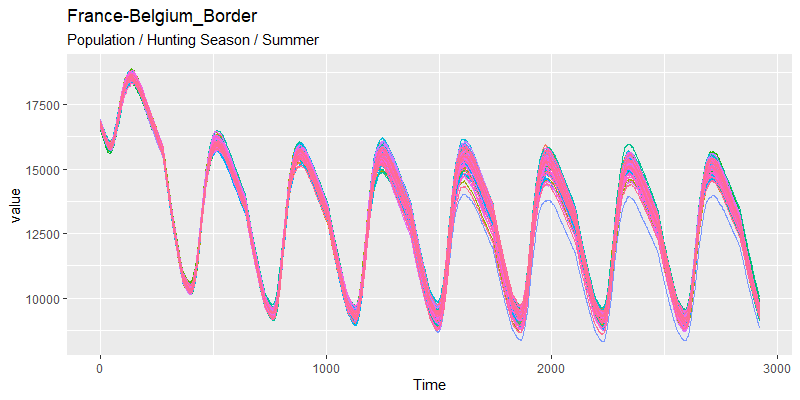 France-Belgium_Border
Population / Hunting Season / Summer
value
17500
15000
12500
10000
0
1000
2000
3000
Time